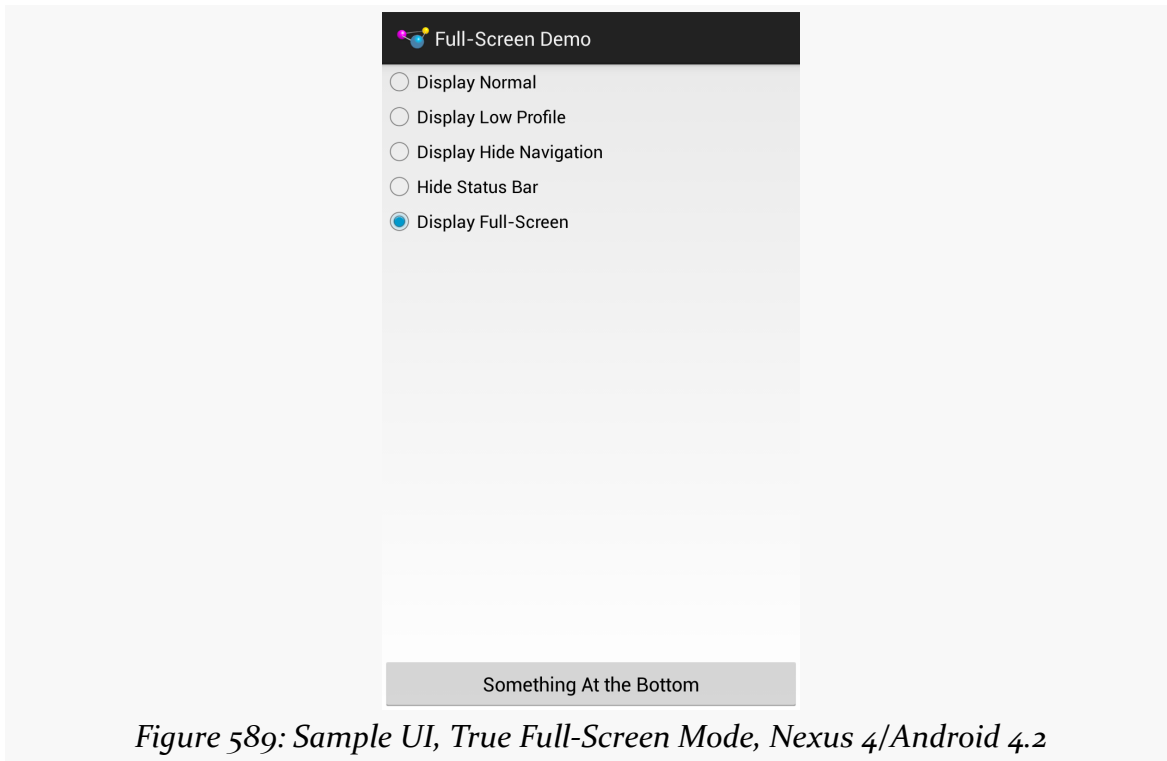 Full-Screen Demo
Display Normal
Display Low Profile
Display Hide Navigation
Hide Status Bar
Display Full-Screen
Something At the Bottom
Figure 589: Sample UI, True Full-Screen Mode, Nexus 4/Android 4.2